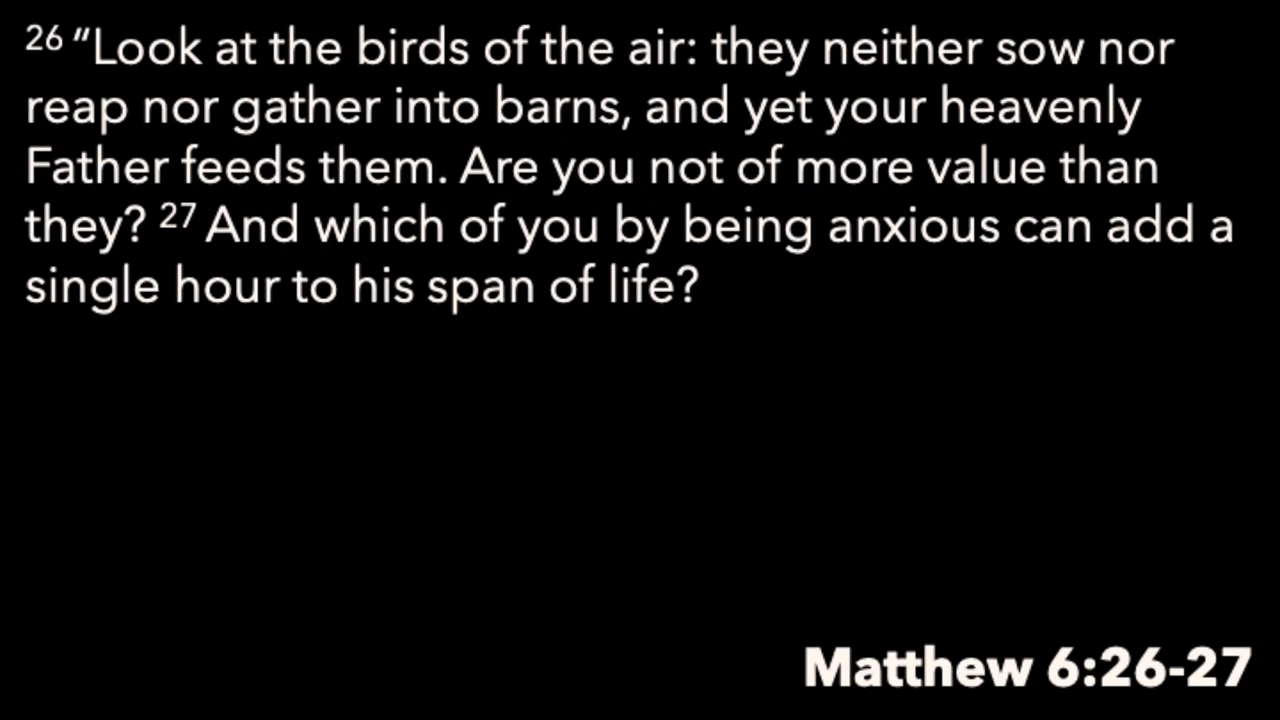 26 "Look at the birds of the air: they neither sow nor
reap nor gather into barns, and yet your heavenly
Father feeds them. Are you not of more value than
they? 27 And which of you by being anxious can add a
single hour to his span of life?
Matthew 6:26-27